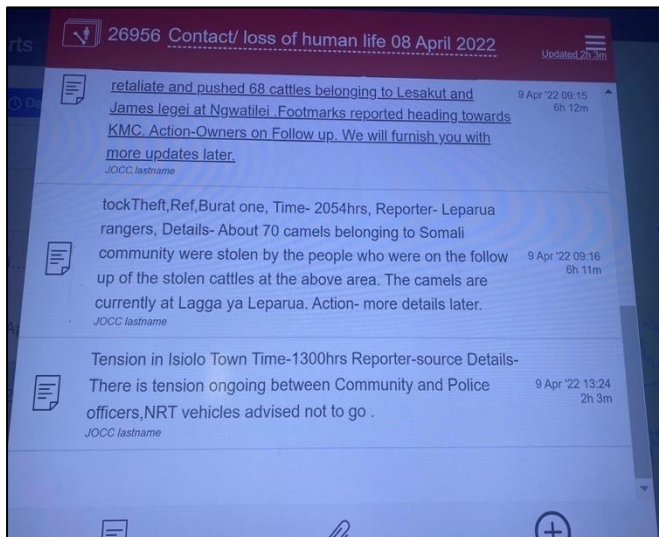 rts
26956 Contact/ loss of human life 08 April 2022
Updated 2h 3m
retaliate and pushed 68 cattles belonging to Lesakut and
James legei at Ngwatilei .Footmarks reported heading towards
KMC. Action-Owners on Follow up. We will furnish you with
more updates later.
JOCC lastname
9 Apr '22 09:15
6h 12m
tockTheft,Ref,Burat one, Time- 2054hrs, Reporter- Leparua
rangers, Details- About 70 camels belonging to Somali
community were stolen by the people who were on the follow
up of the stolen cattles at the above area. The camels are
currently at Lagga ya Leparua. Action- more details later.
JOCC lastname
9 Apr '22 09:16
6h 11m
Tension in Isiolo Town Time-1300hrs Reporter-source Details-
There is tension ongoing between Community and Police
officers,NRT vehicles advised not to go .
JOCC lastname
9 Apr '22 13:24
2h 3m